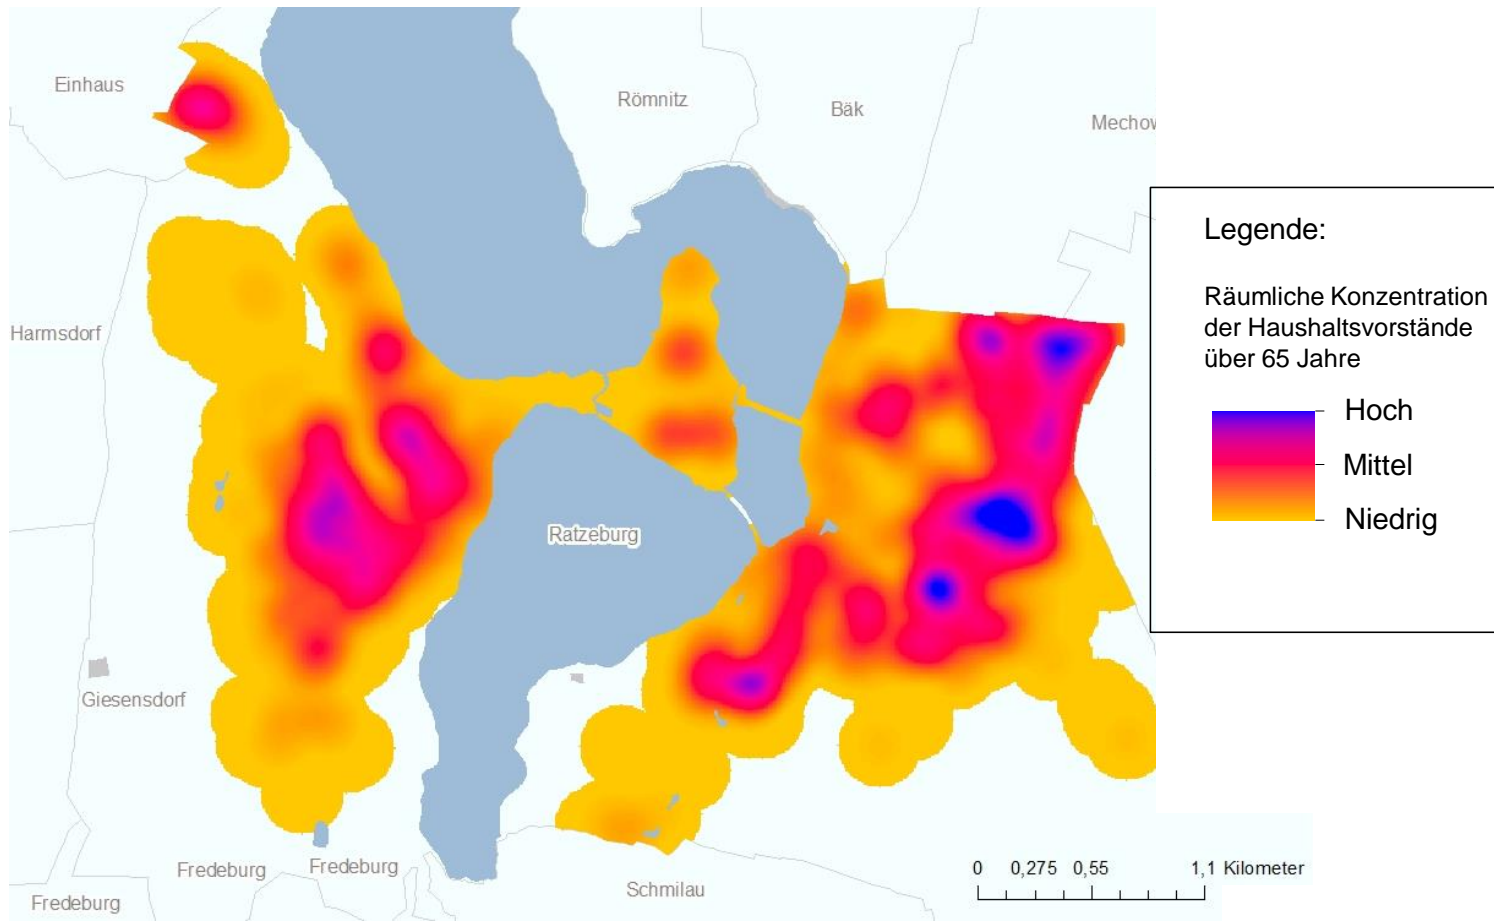 Einhaus
Römnitz
Bäk
Mechow
Harmsdorf
Ratzeburg
Giesensdorf
Fredeburg
Fredeburg
Fredeburg
Schmilau
Legende:
Räumliche Konzentration
der Haushaltsvorstände
über 65 Jahre
Hoch
Mittel
Niedrig
0 0,275 0,55 1,1 Kilometer